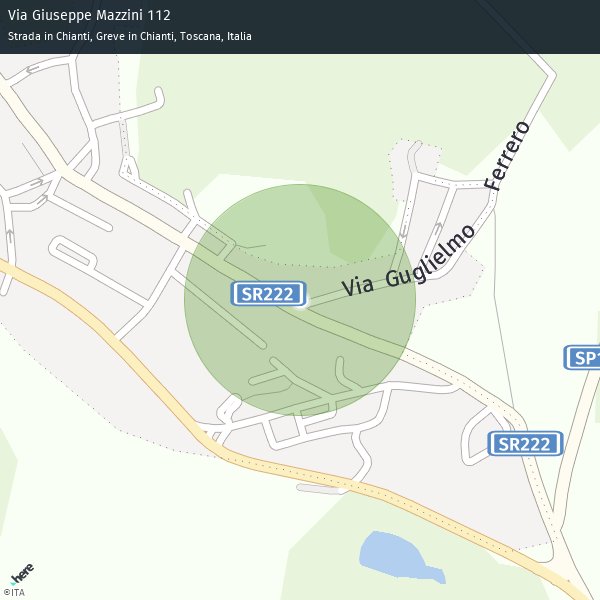 Via Giuseppe Mazzini 112
Strada in Chianti, Greve in Chianti, Toscana, Italia
Via Guglielmo Ferrero
SR222
SP1
SR222
here
©ITA